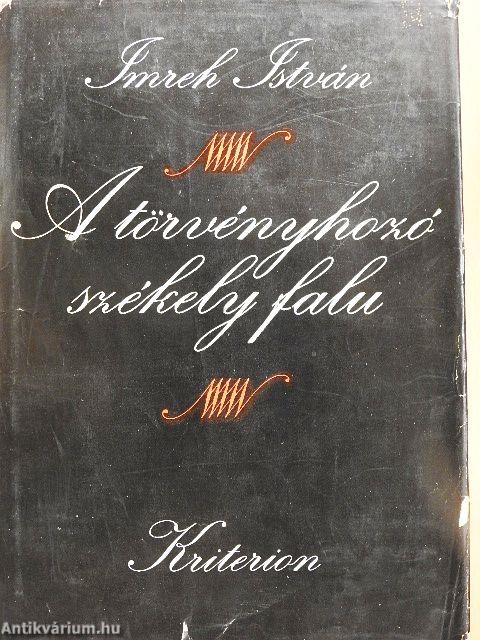 Imreh István
A törvényhozó
székely falu
Kriterion
Antikvárium.hu